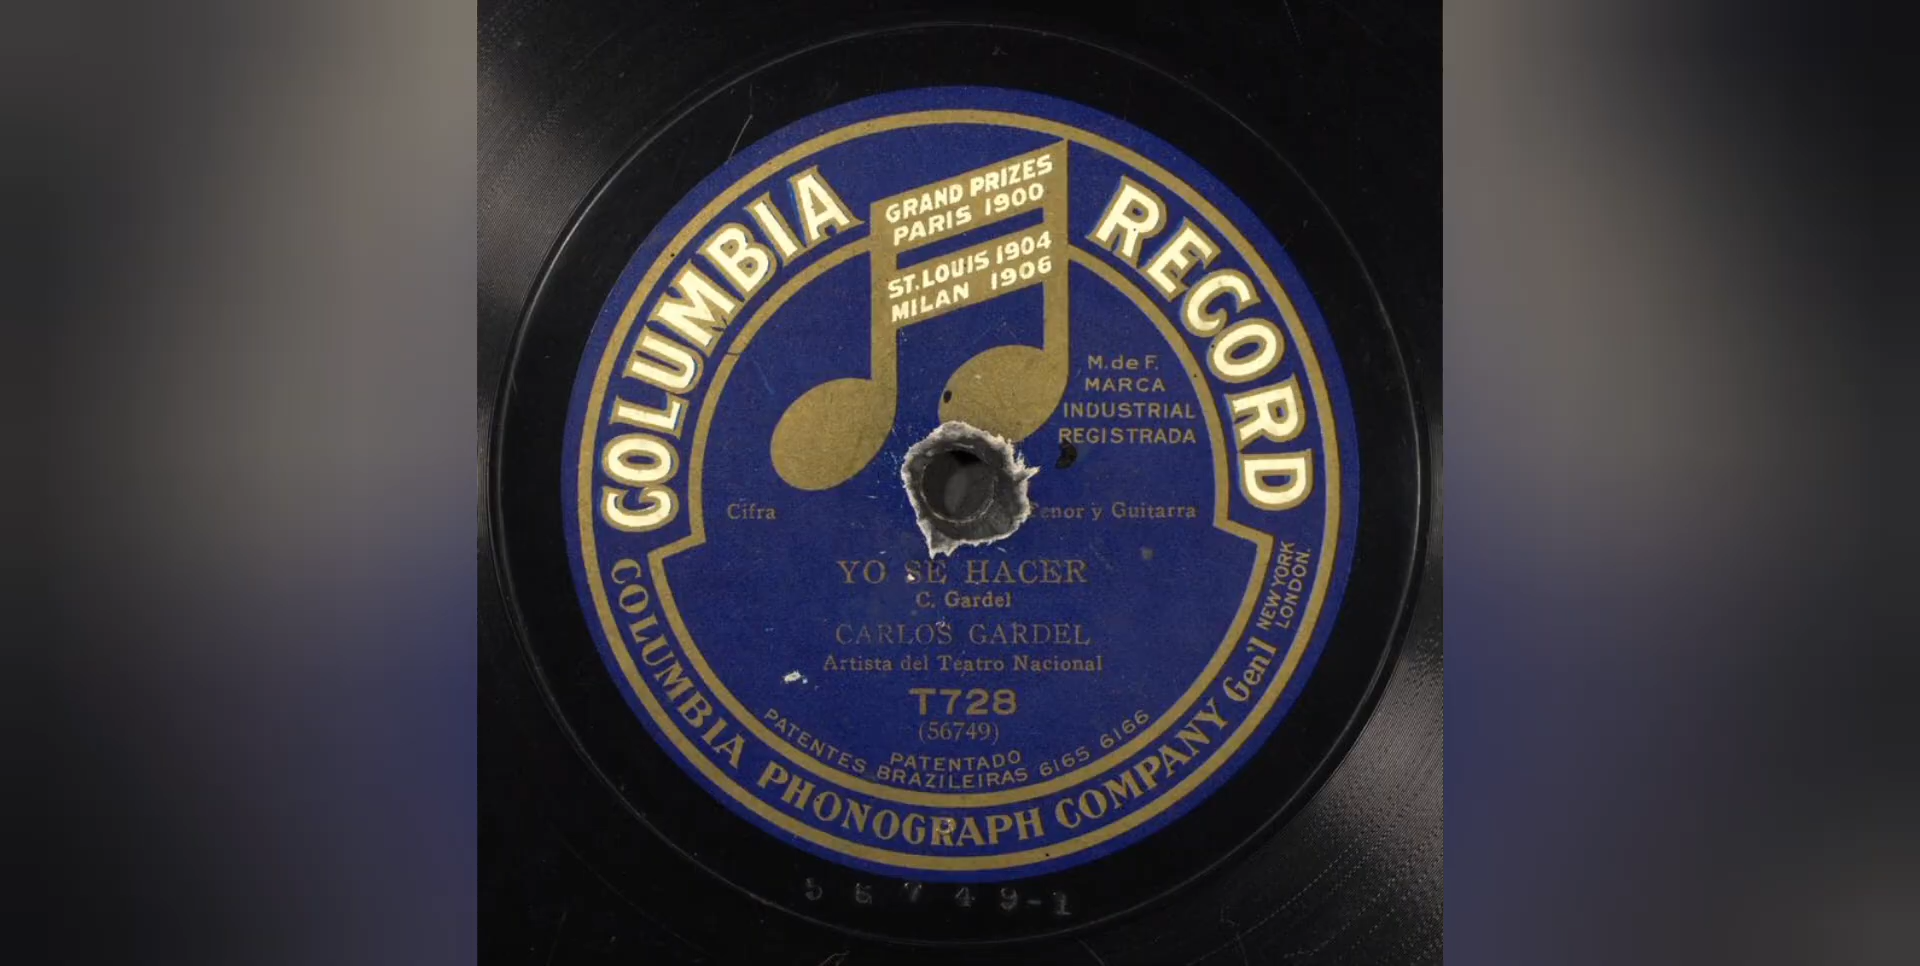 COLUMBIA RECORD
GRAND PRIZES
PARIS 1900
ST. LOUIS 1904
MILAN 1906
M. de F.
MARCA
INDUSTRIAL
REGISTRADA
Cifra
Tenor y Guitarra
YO SE HACER
C. Gardel
CARLOS GARDEL
Artista del Teatro Nacional
T728
(56749)
PATENTADO
PATENTES BRAZILEIRAS 6165 6166
COLUMBIA PHONOGRAPH COMPANY Gen'l
NEW YORK
LONDON.
56749-1